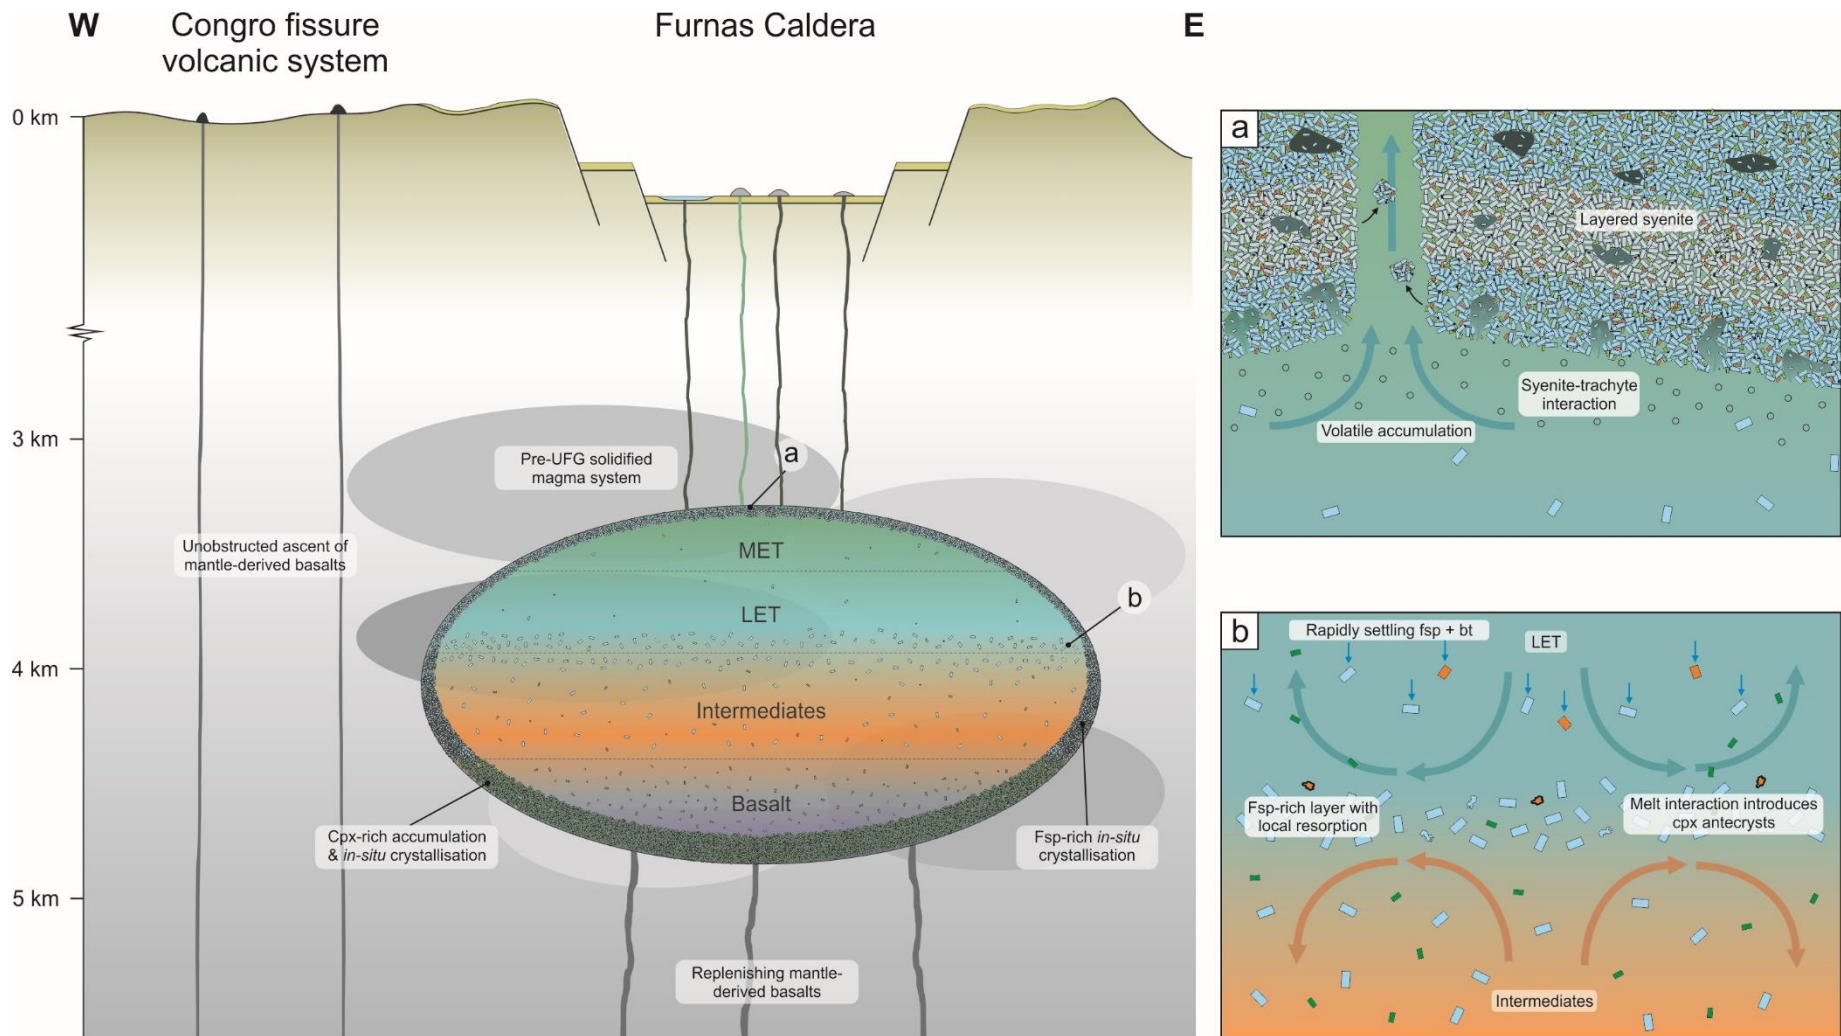 W
Congro fissure
volcanic system
Furnas Caldera
E
0 km
3 km
4 km
5 km
Pre-UFG solidified
magma system
a
Unobstructed ascent of
mantle-derived basalts
MET
LET
b
Intermediates
Basalt
Cpx-rich accumulation
& in-situ crystallisation
Fsp-rich in-situ
crystallisation
Replenishing mantle-
derived basalts
a
Layered syenite
Syenite-trachyte
interaction
Volatile accumulation
b
Rapidly settling fsp + bt
LET
Fsp-rich layer with
local resorption
Melt interaction introduces
cpx antecrysts
Intermediates